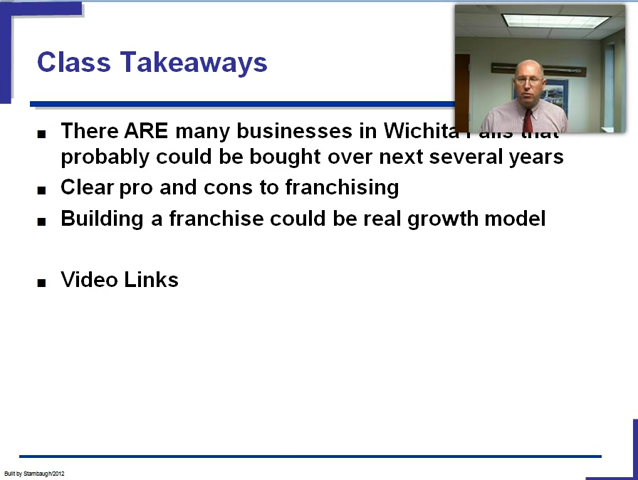 Class Takeaways
There ARE many businesses in Wichita Falls that
probably could be bought over next several years
Clear pro and cons to franchising
Building a franchise could be real growth model
Video Links
Built by Stambaugh/2012